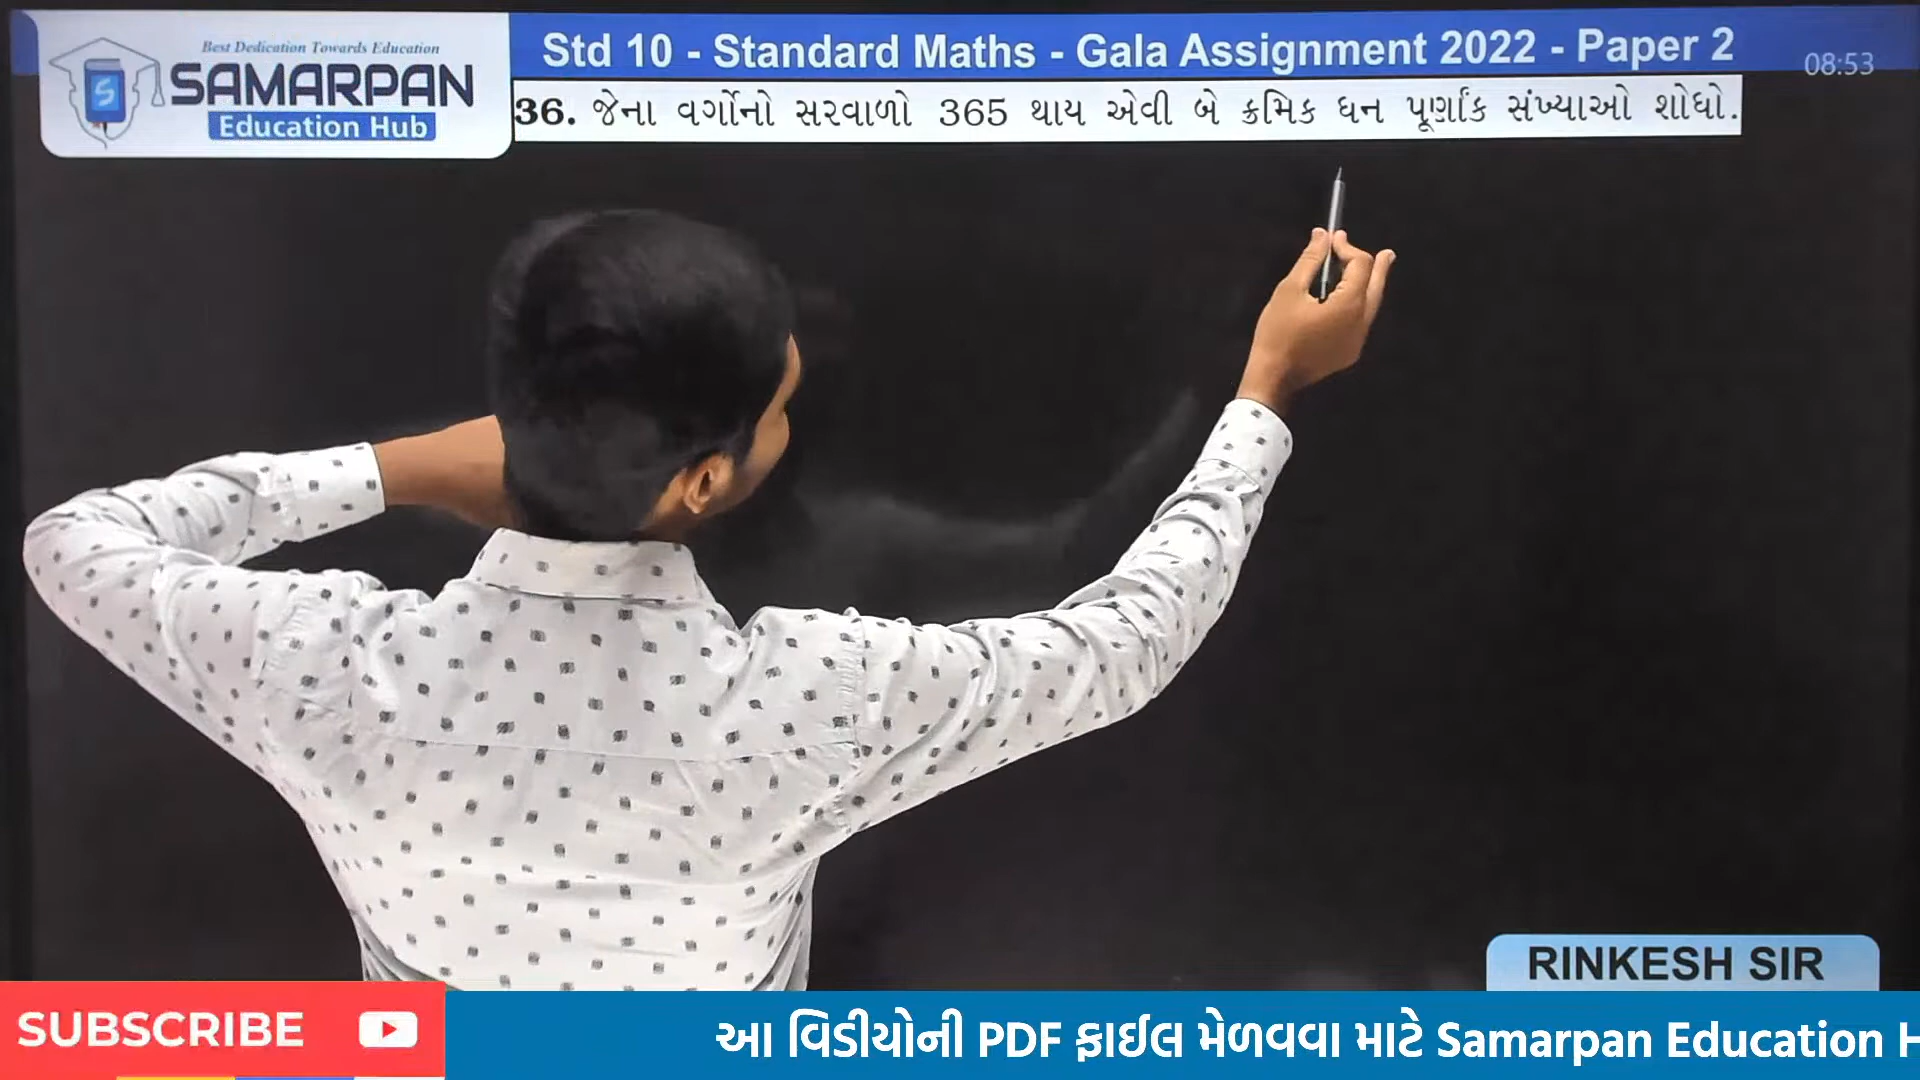 Best Dedication Towards Education
SAMARPAN
Education Hub
S
Std 10 - Standard Maths - Gala Assignment 2022 - Paper 2
08:53
36. જેના વર્ગોનો સરવાળો 365 થાય એવી બે ક્રમિક ધન પૂર્ણાંક સંખ્યાઓ શોધો.
RINKESH SIR
SUBSCRIBE
આ વિડીયોની PDF ફાઈલ મેળવવા માટે Samarpan Education H